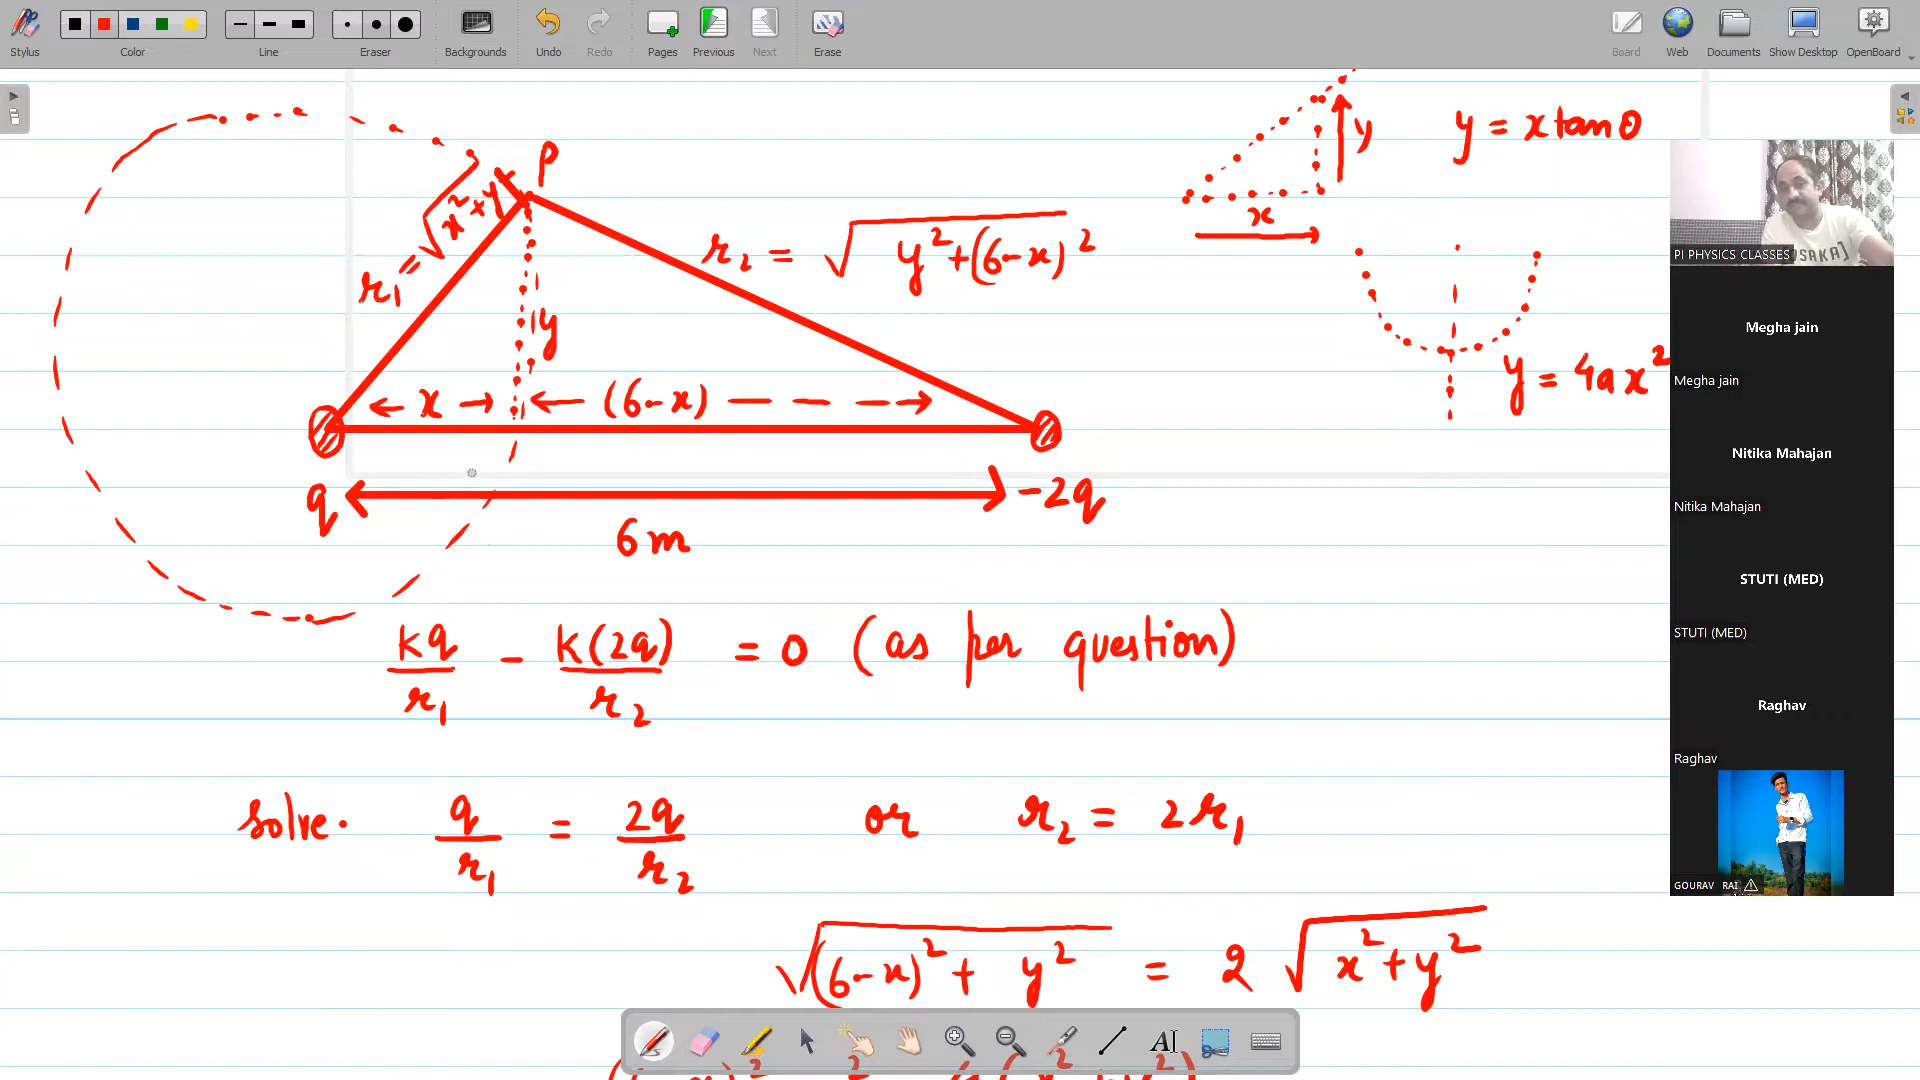 Stylus Color Line Eraser Backgrounds Undo Redo Pages Previous Next Erase Board Web Documents Show Desktop OpenBoard
P
r₁ = √x²+y²
r₂ = √y²+(6-x)²
y
x (6-x)
q -2q
6m
y
x
y = x tan θ
y = 4ax²
kq/r₁ - k(2q)/r₂ = 0 (as per question)
Solve. q/r₁ = 2q/r₂ or r₂ = 2r₁
√(6-x)² + y² = 2 √x²+y²
OSAKA]
PI PHYSICS CLASSES
Megha jain
Megha jain
Nitika Mahajan
Nitika Mahajan
STUTI (MED)
STUTI (MED)
Raghav
Raghav
GOURAV RAI